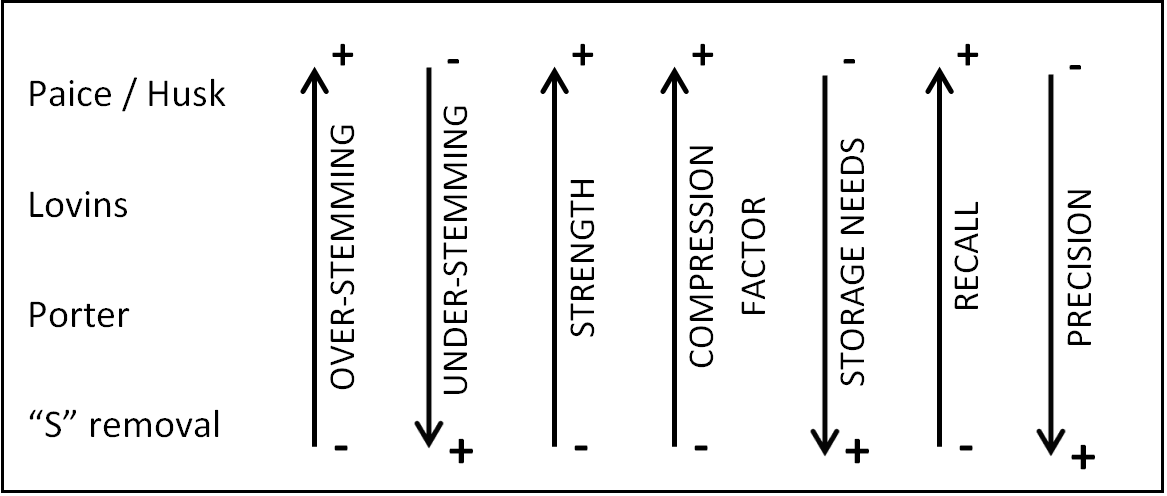 + - + + - + -
Paice / Husk
Lovins
Porter
“S” removal
OVER-STEMMING
UNDER-STEMMING
STRENGTH
COMPRESSION
FACTOR
STORAGE NEEDS
RECALL
PRECISION
- + - - + - +